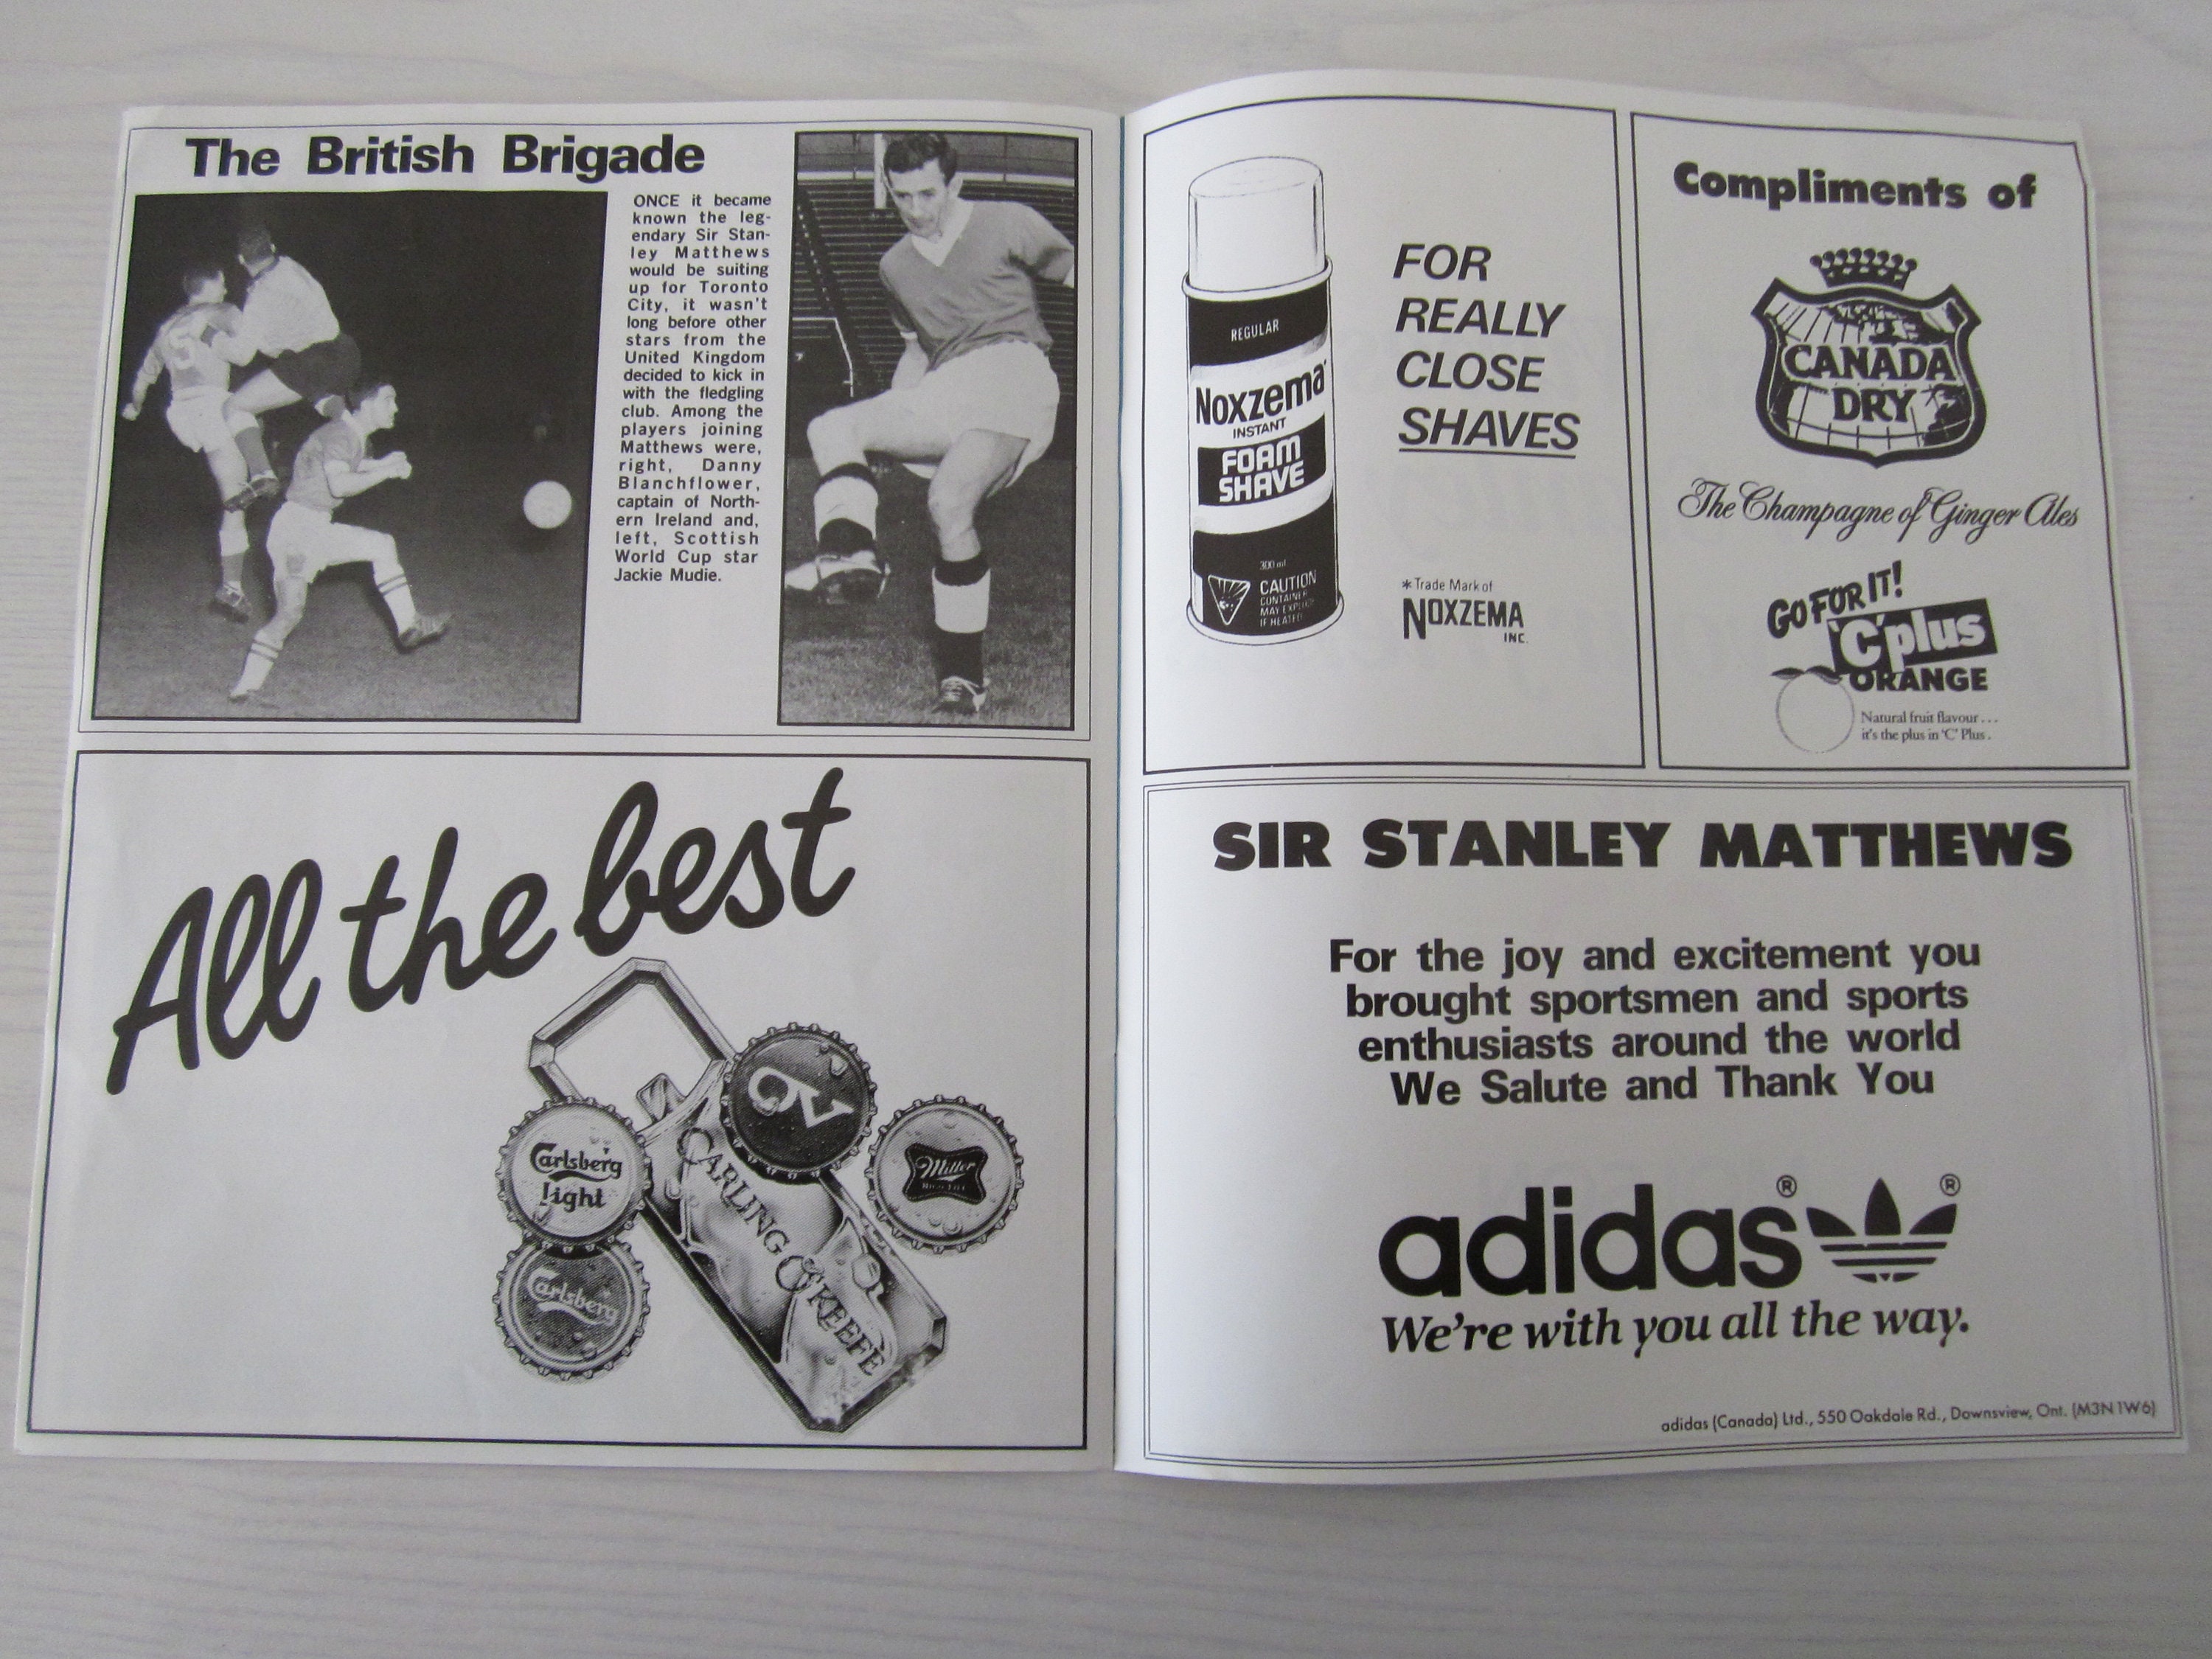 The British Brigade
ONCE it became
known the leg-
endary Sir Stan-
ley Matthews
would be suiting
up for Toronto
City, it wasn't
long before other
stars from the
United Kingdom
decided to kick in
with the fledgling
club. Among the
players joining
Matthews were,
right, Danny
Blanchflower,
captain of North-
ern Ireland and,
left, Scottish
World Cup star
Jackie Mudie.
5
All the best
OV
Carlsberg
light
Miller
HIGH LIFE
Carlsberg
CARLING O'KEEFE
REGULAR
Noxzema*
INSTANT
FOAM
SHAVE
300 ml
CAUTION
CONTAINER
MAY EXPLODE
IF HEATED
FOR
REALLY
CLOSE
SHAVES
*Trade Mark of
NOXZEMA
INC.
Compliments of
CANADA
DRY
The Champagne of Ginger Ales
GO FOR IT!
'C' plus
ORANGE
Natural fruit flavour...
it's the plus in 'C' Plus.
SIR STANLEY MATTHEWS
For the joy and excitement you
brought sportsmen and sports
enthusiasts around the world
We Salute and Thank You
adidas® ®
We're with you all the way.
adidas (Canada) Ltd., 550 Oakdale Rd., Downsview, Ont. (M3N 1W6)